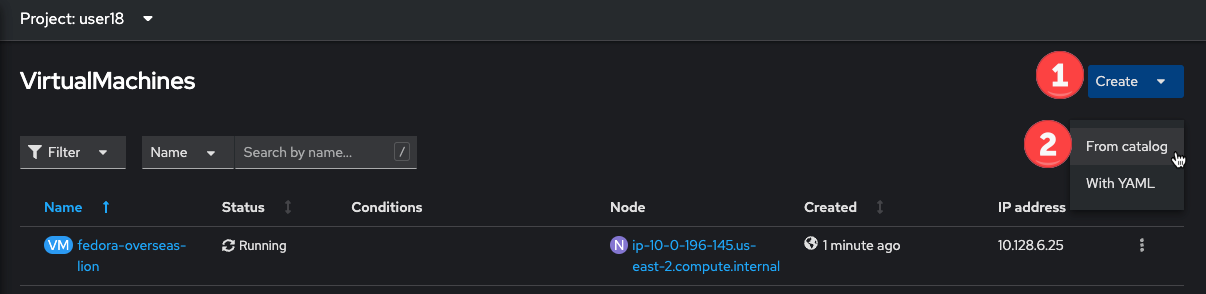 Project: user18
VirtualMachines
1
Create
Filter
Name
Search by name...
/
2
From catalog
With YAML
Name Status Conditions Node Created IP address
VM fedora-overseas- Running N ip-10-0-196-145.us- 1 minute ago 10.128.6.25
lion east-2.compute.internal